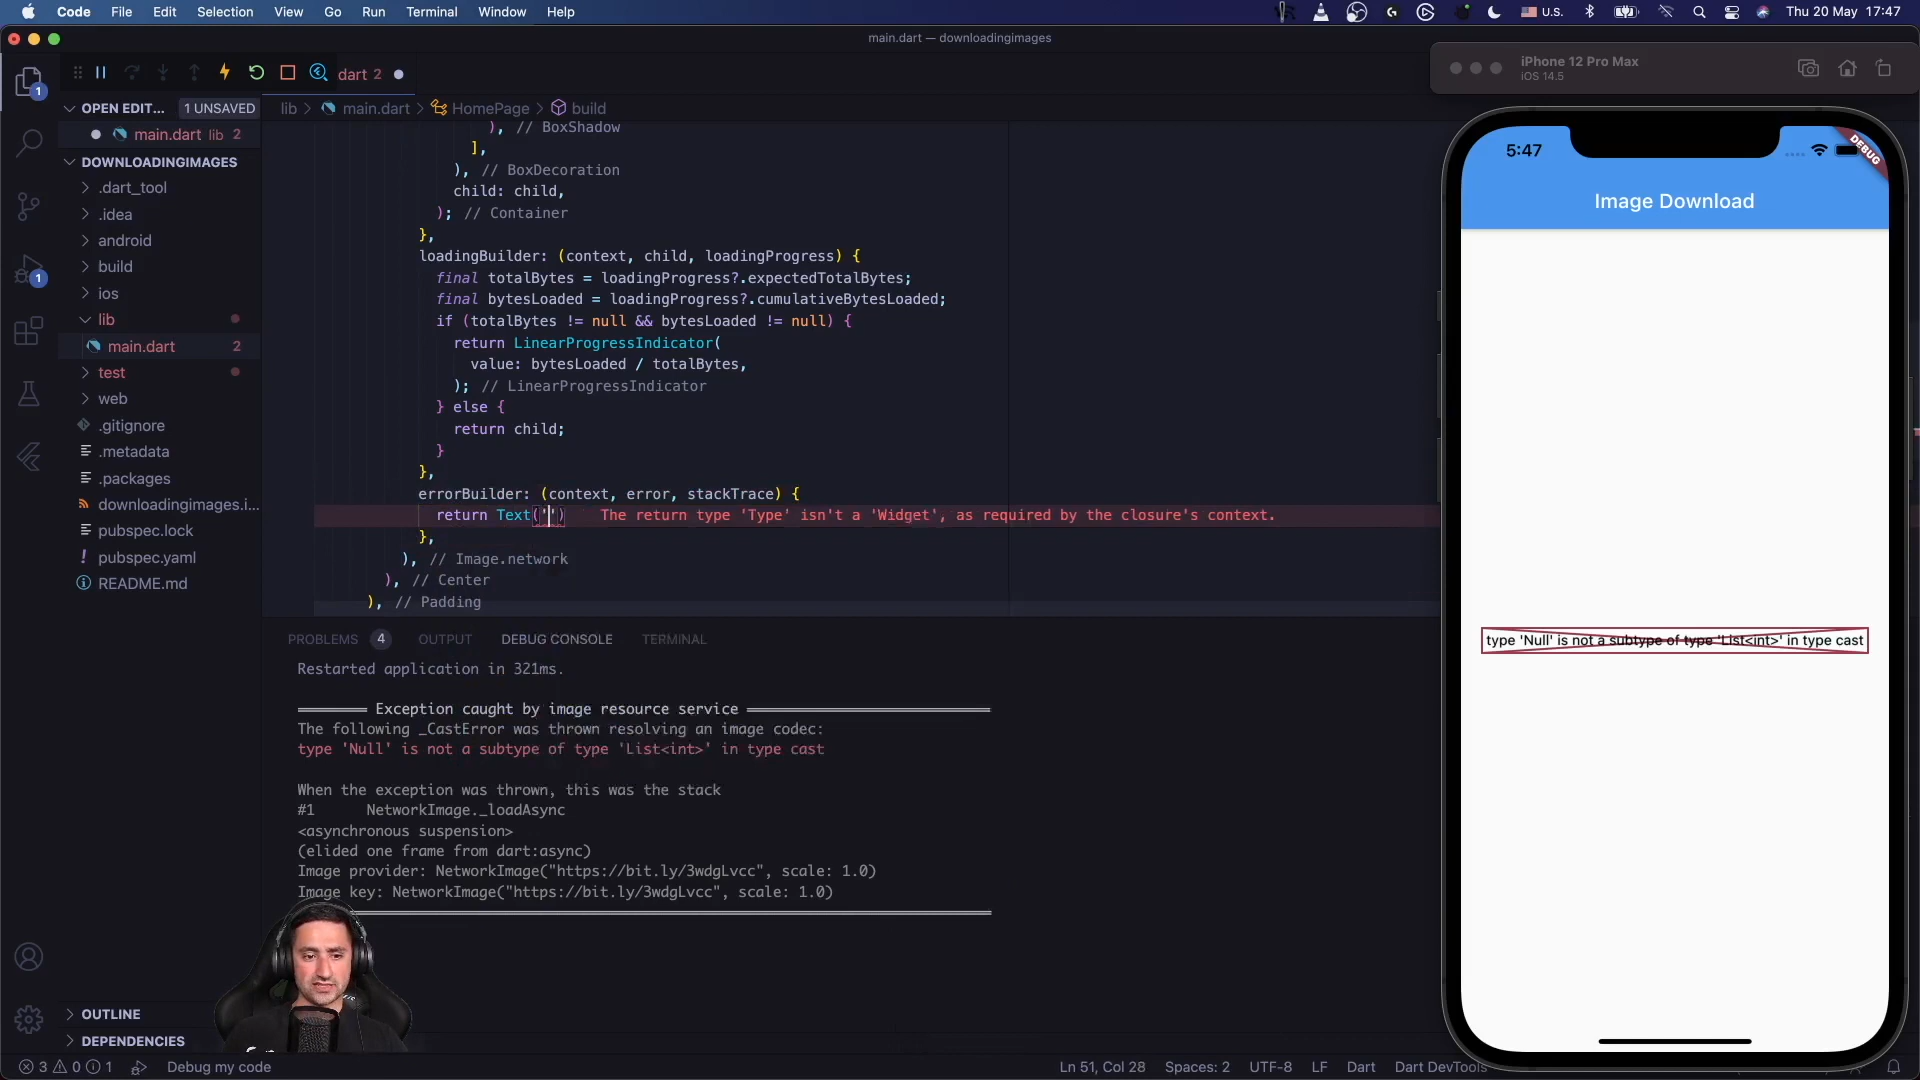 Code File Edit Selection View Go Run Terminal Window Help U.S. Thu 20 May 17:47
main.dart — downloadingimages
dart 2
OPEN EDIT... 1 UNSAVED
main.dart lib 2
DOWNLOADINGIMAGES
.dart_tool
.idea
android
build
ios
lib
main.dart 2
test
web
.gitignore
.metadata
.packages
downloadingimages.i...
pubspec.lock
pubspec.yaml
README.md
OUTLINE
DEPENDENCIES
1
1
lib > main.dart > HomePage > build
), // BoxShadow
],
), // BoxDecoration
child: child,
); // Container
},
loadingBuilder: (context, child, loadingProgress) {
final totalBytes = loadingProgress?.expectedTotalBytes;
final bytesLoaded = loadingProgress?.cumulativeBytesLoaded;
if (totalBytes != null && bytesLoaded != null) {
return LinearProgressIndicator(
value: bytesLoaded / totalBytes,
); // LinearProgressIndicator
} else {
return child;
}
},
errorBuilder: (context, error, stackTrace) {
return Text('') The return type 'Type' isn't a 'Widget', as required by the closure's context.
},
), // Image.network
), // Center
), // Padding
PROBLEMS 4 OUTPUT DEBUG CONSOLE TERMINAL
Restarted application in 321ms.
════════ Exception caught by image resource service ════════
The following _CastError was thrown resolving an image codec:
type 'Null' is not a subtype of type 'List<int>' in type cast
When the exception was thrown, this was the stack
#1 NetworkImage._loadAsync
<asynchronous suspension>
(elided one frame from dart:async)
Image provider: NetworkImage("https://bit.ly/3wdgLvcc", scale: 1.0)
Image key: NetworkImage("https://bit.ly/3wdgLvcc", scale: 1.0)
3 0 1 Debug my code Ln 51, Col 28 Spaces: 2 UTF-8 LF Dart Dart DevTools
iPhone 12 Pro Max
iOS 14.5
5:47
DEBUG
Image Download
type 'Null' is not a subtype of type 'List<int>' in type cast